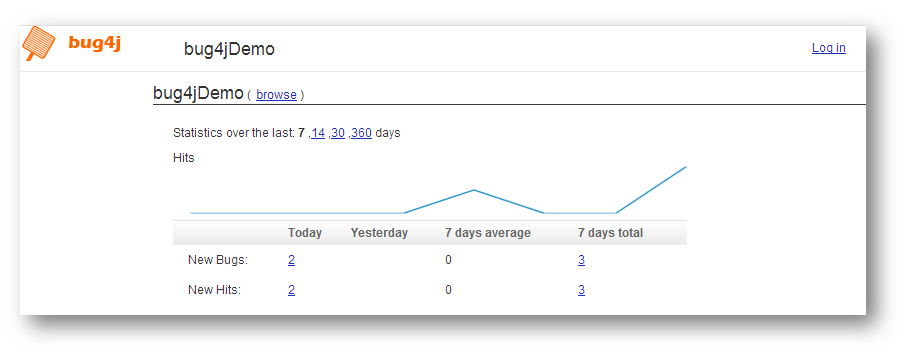 bug4j bug4jDemo Log in
bug4jDemo ( browse )
Statistics over the last: 7 ,14 ,30 ,360 days
Hits
Today Yesterday 7 days average 7 days total
New Bugs: 2 0 3
New Hits: 2 0 3